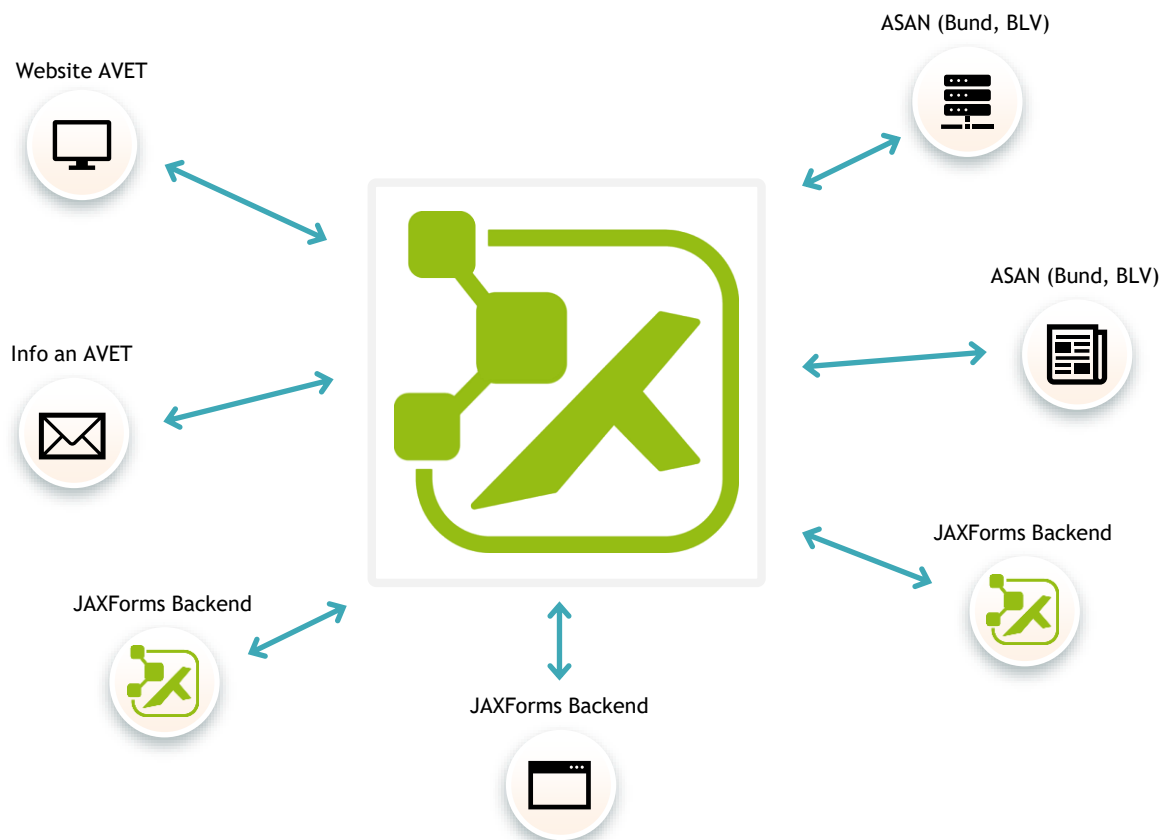 ASAN (Bund, BLV)
Website AVET
ASAN (Bund, BLV)
Info an AVET
JAXForms Backend
JAXForms Backend
JAXForms Backend